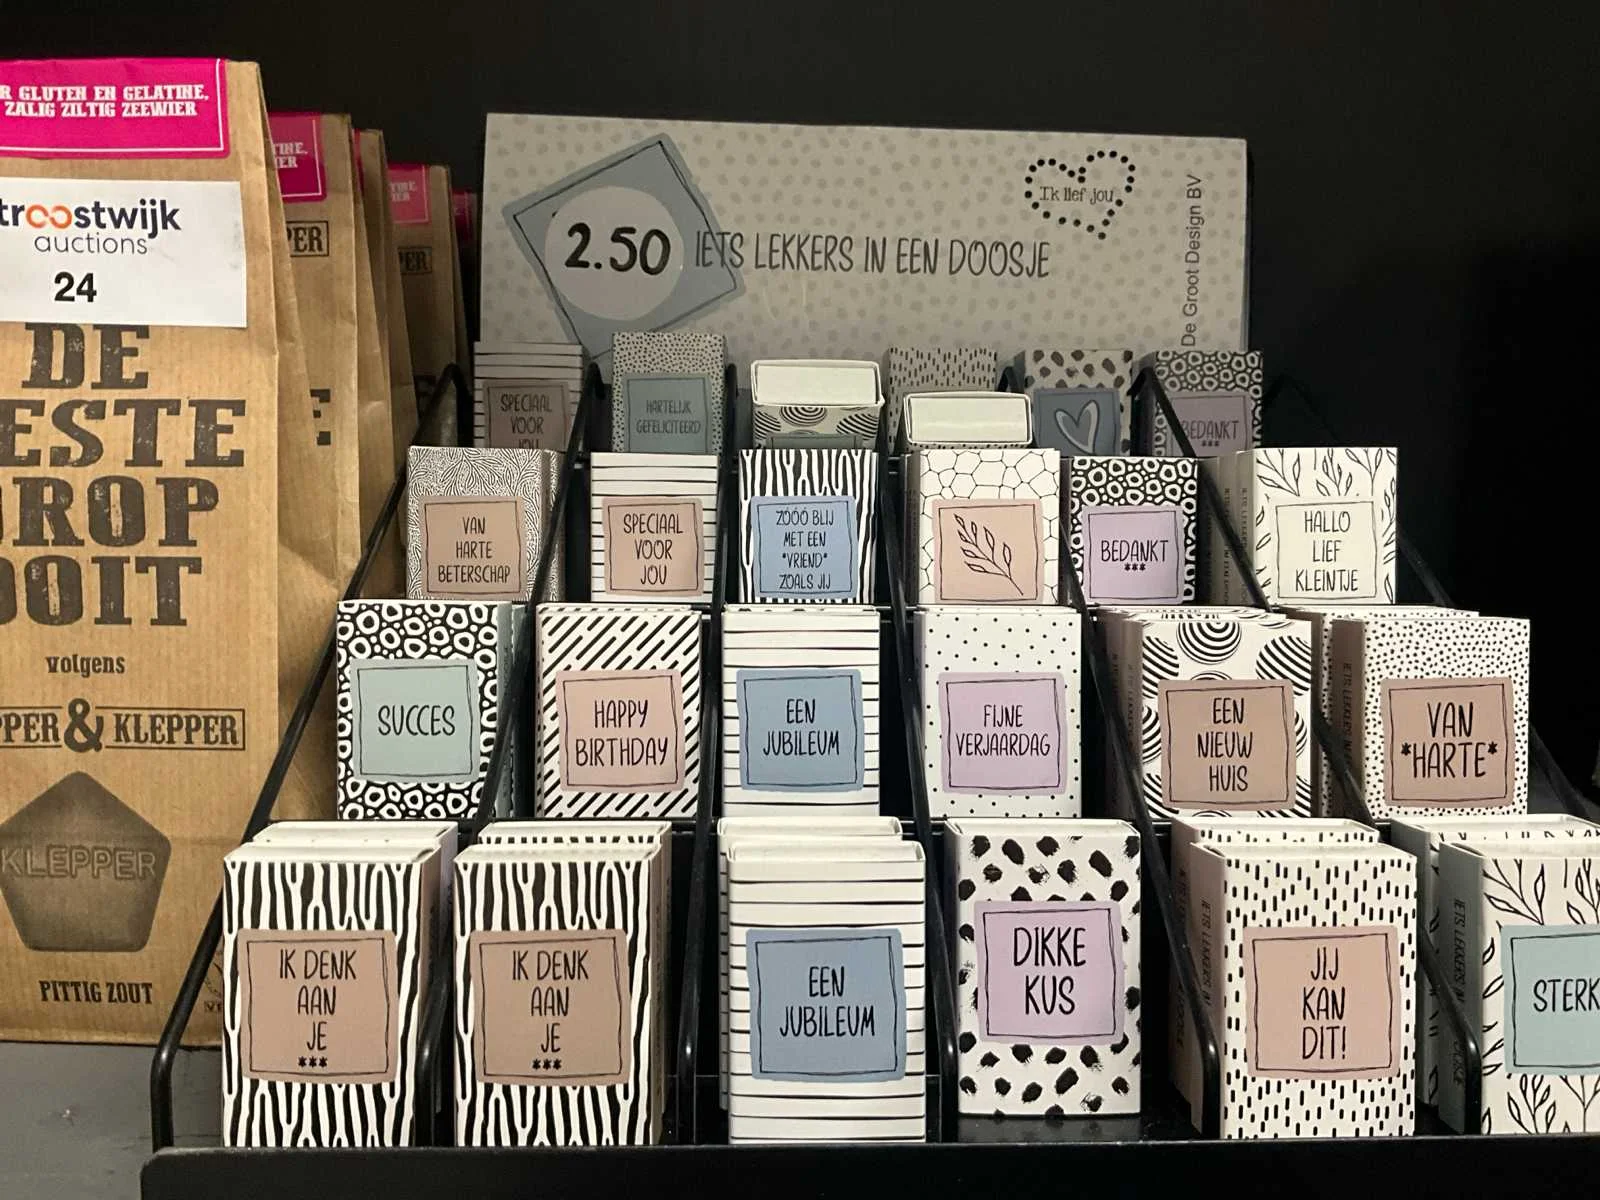 R GLUTEN EN GELATINE,
ZALIG ZILTIG ZEEWIER
troostwijk
auctions
24
DE
ESTE
DROP
OOIT
volgens
PPER & KLEPPER
KLEPPER
PITTIG ZOUT
2.50 IETS LEKKERS IN EEN DOOSJE
Ik lief jou
De Groot Design BV
SPECIAAL
VOOR
JOU
HARTELIJK
GEFELICITEERD
BEDANKT
***
VAN
HARTE
BETERSCHAP
SPECIAAL
VOOR
JOU
ZÓÓÓ BLIJ
MET EEN
*VRIEND*
ZOALS JIJ
BEDANKT
***
HALLO
LIEF
KLEINTJE
SUCCES
HAPPY
BIRTHDAY
EEN
JUBILEUM
FIJNE
VERJAARDAG
EEN
NIEUW
HUIS
VAN
*HARTE*
IK DENK
AAN
JE
***
IK DENK
AAN
JE
***
EEN
JUBILEUM
DIKKE
KUS
JIJ
KAN
DIT!
STERK